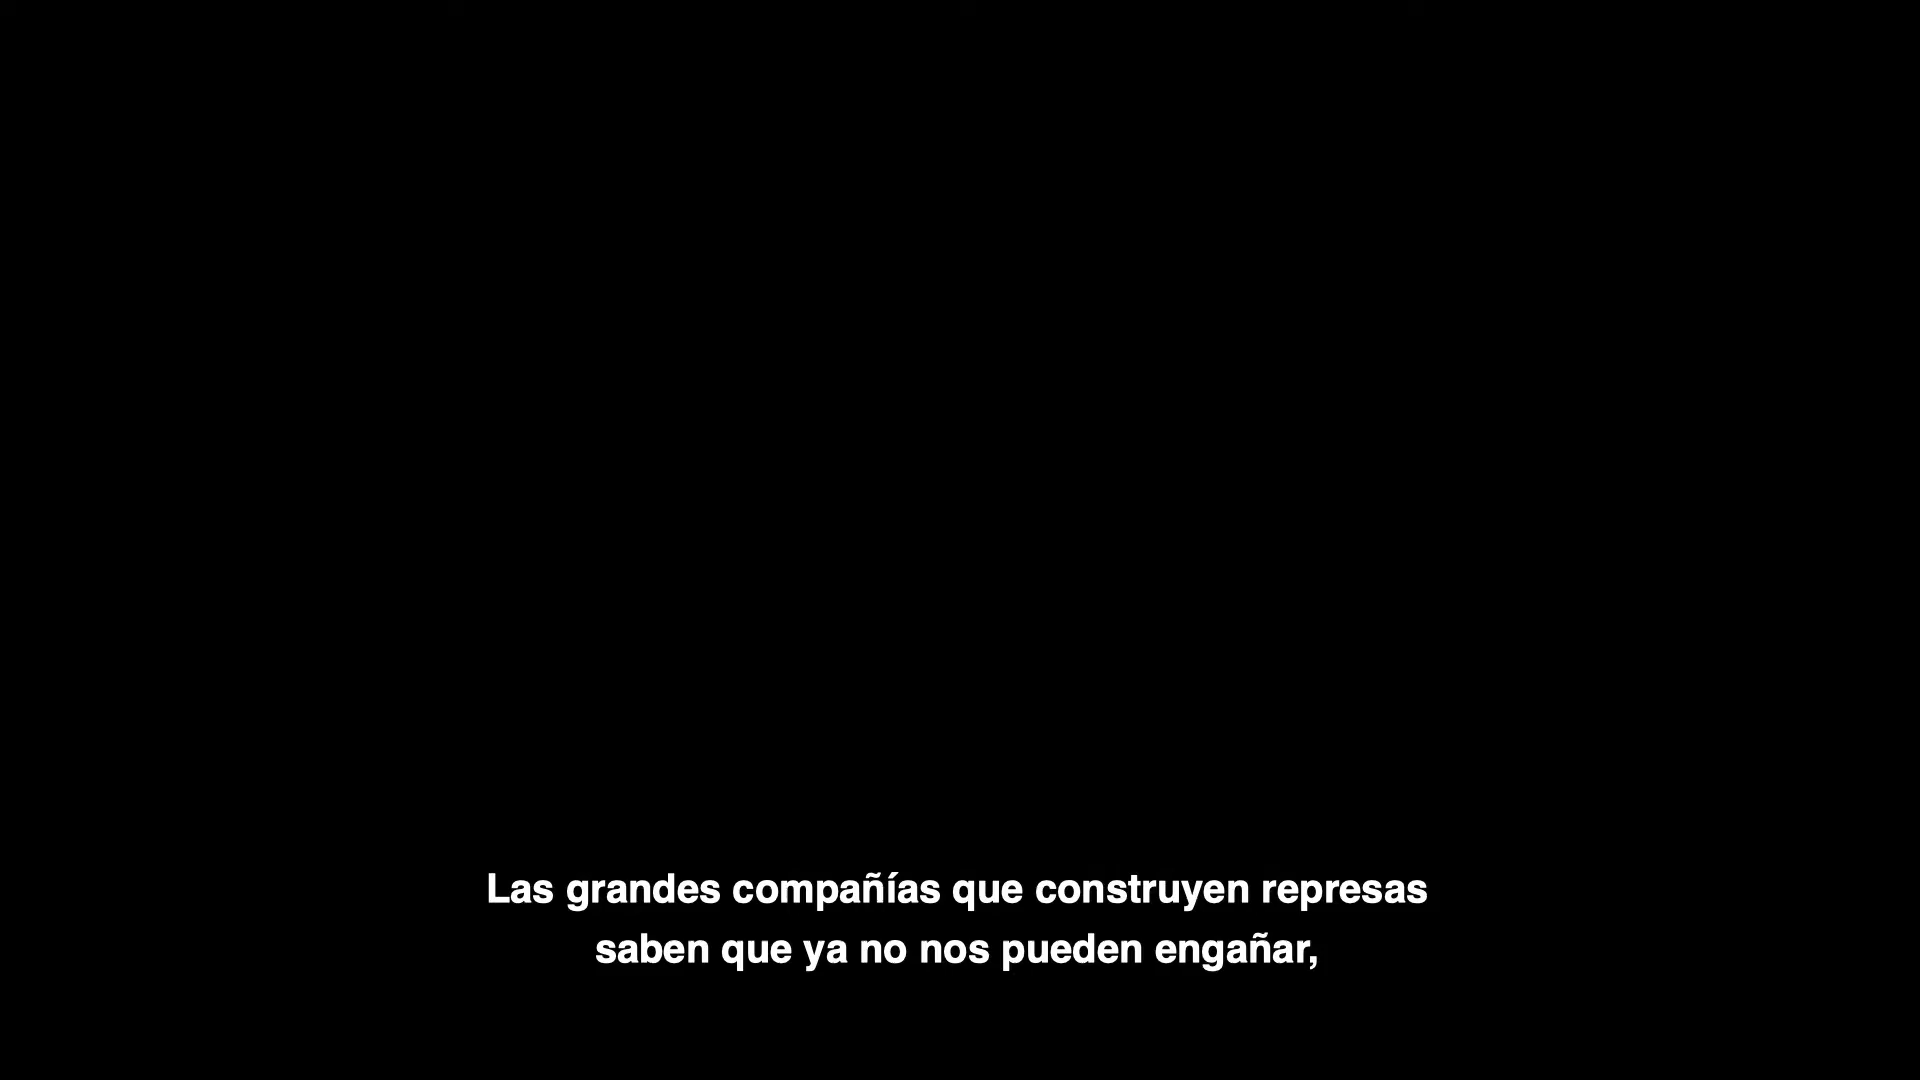 Las grandes compañías que construyen represas
saben que ya no nos pueden engañar,